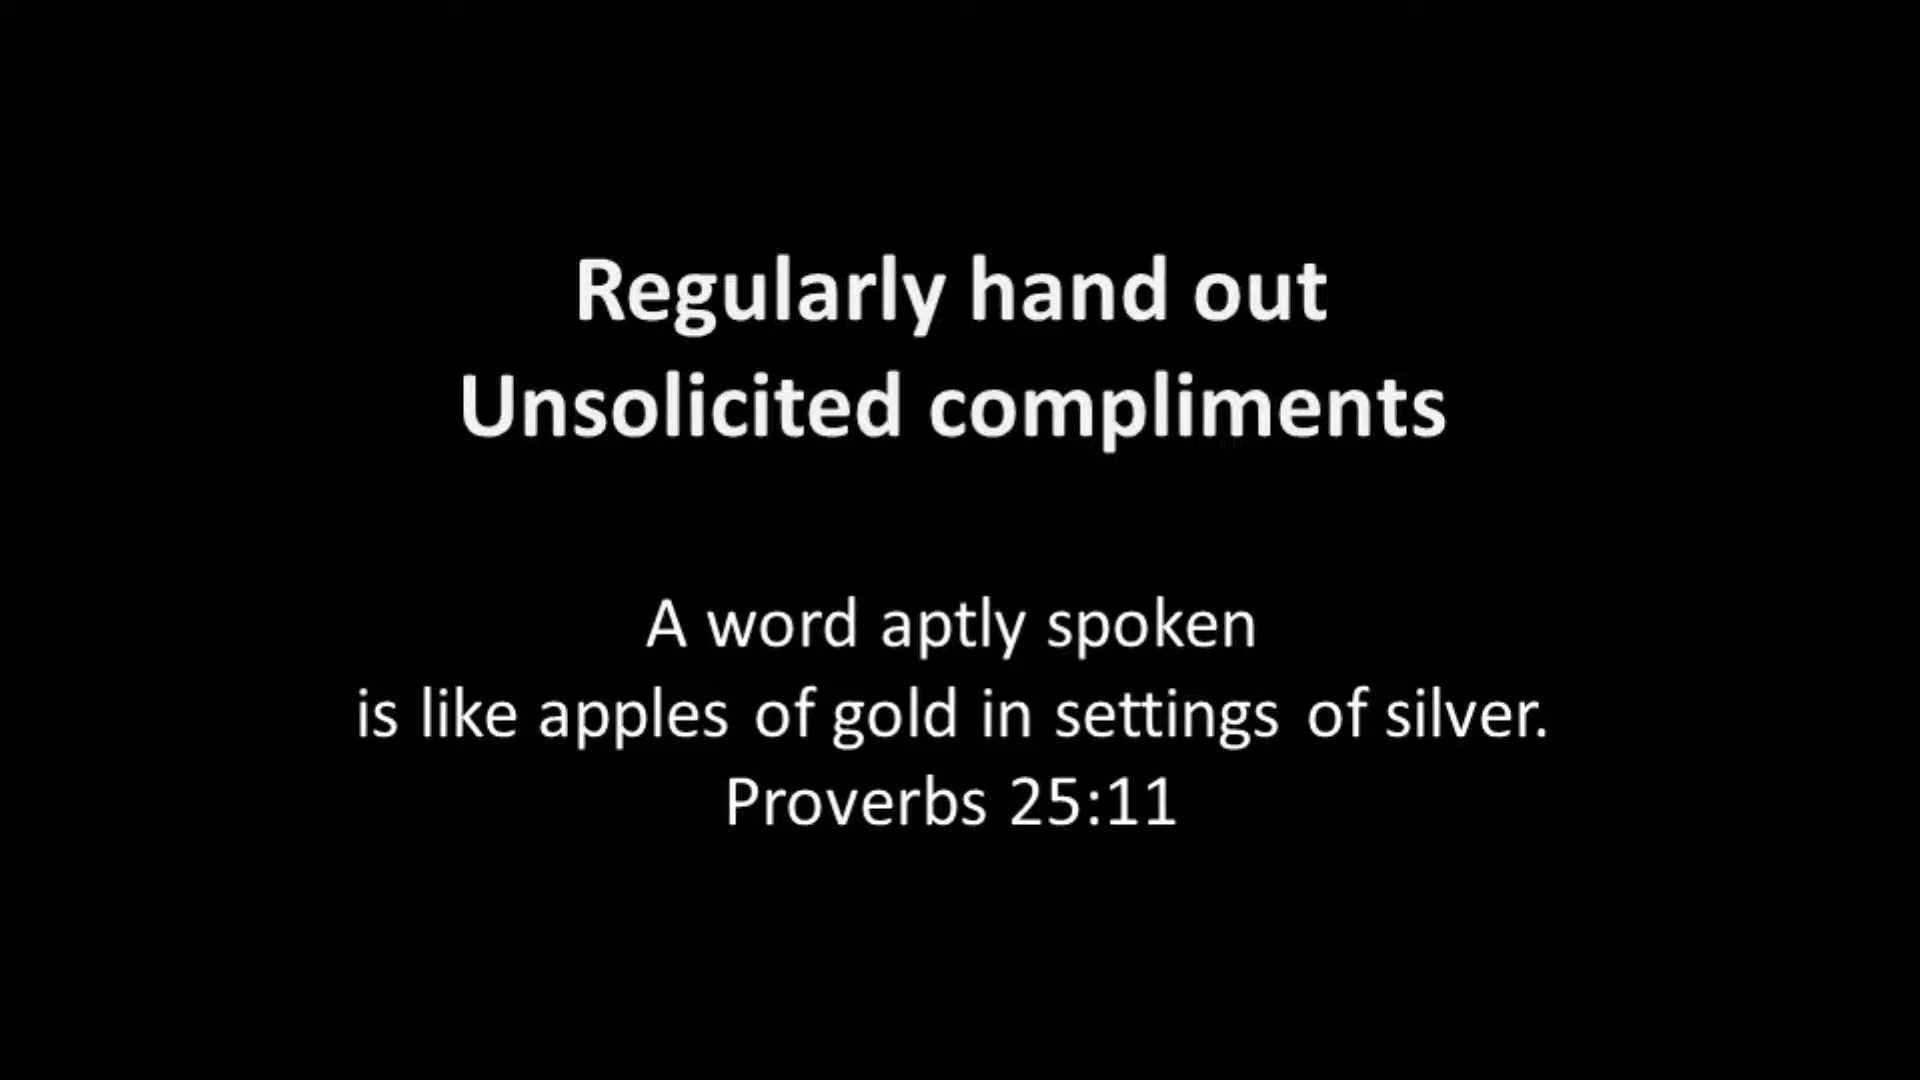 Regularly hand out
Unsolicited compliments
A word aptly spoken
is like apples of gold in settings of silver.
Proverbs 25:11